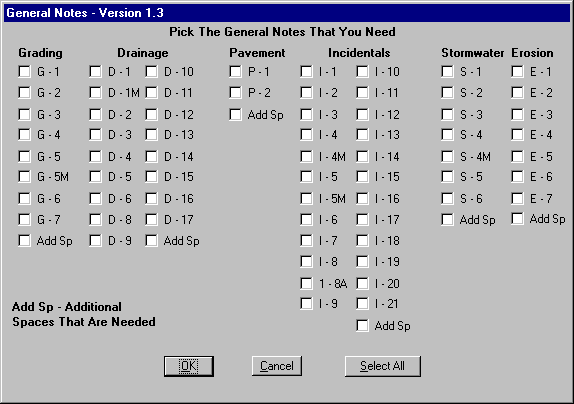 General Notes - Version 1.3
Pick The General Notes That You Need
Grading Drainage Pavement Incidentals Stormwater Erosion
G - 1 D - 1 D - 10 P - 1 I - 1 I - 10 S - 1 E - 1
G - 2 D - 1M D - 11 P - 2 I - 2 I - 11 S - 2 E - 2
G - 3 D - 2 D - 12 Add Sp I - 3 I - 12 S - 3 E - 3
G - 4 D - 3 D - 13 I - 4 I - 13 S - 4 E - 4
G - 5 D - 4 D - 14 I - 4M I - 14 S - 4M E - 5
G - 5M D - 5 D - 15 I - 5 I - 15 S - 5 E - 6
G - 6 D - 6 D - 16 I - 5M I - 16 S - 6 E - 7
G - 7 D - 8 D - 17 I - 6 I - 17 Add Sp Add Sp
Add Sp D - 9 Add Sp I - 7 I - 18
I - 8 I - 19
1 - 8A I - 20
I - 9 I - 21
Add Sp
Add Sp - Additional
Spaces That Are Needed
OK Cancel Select All